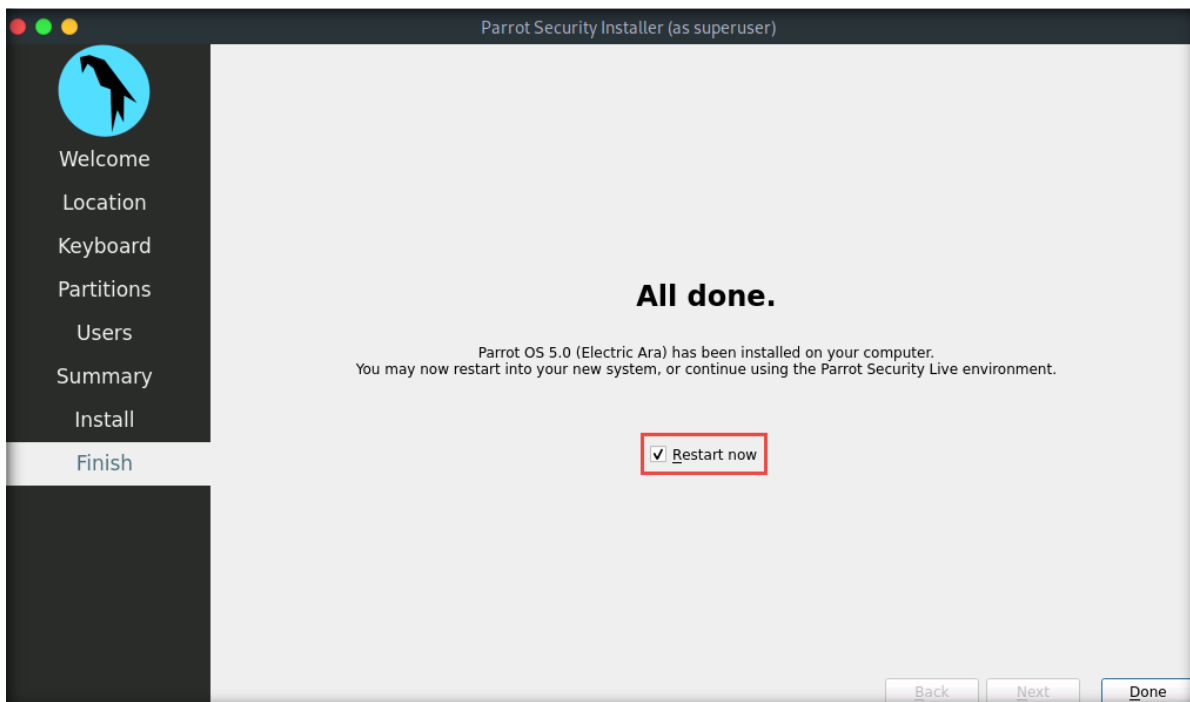 Parrot Security Installer (as superuser)
Welcome
Location
Keyboard
Partitions
Users
Summary
Install
Finish
All done.
Parrot OS 5.0 (Electric Ara) has been installed on your computer.
You may now restart into your new system, or continue using the Parrot Security Live environment.
Restart now
Back Next Done